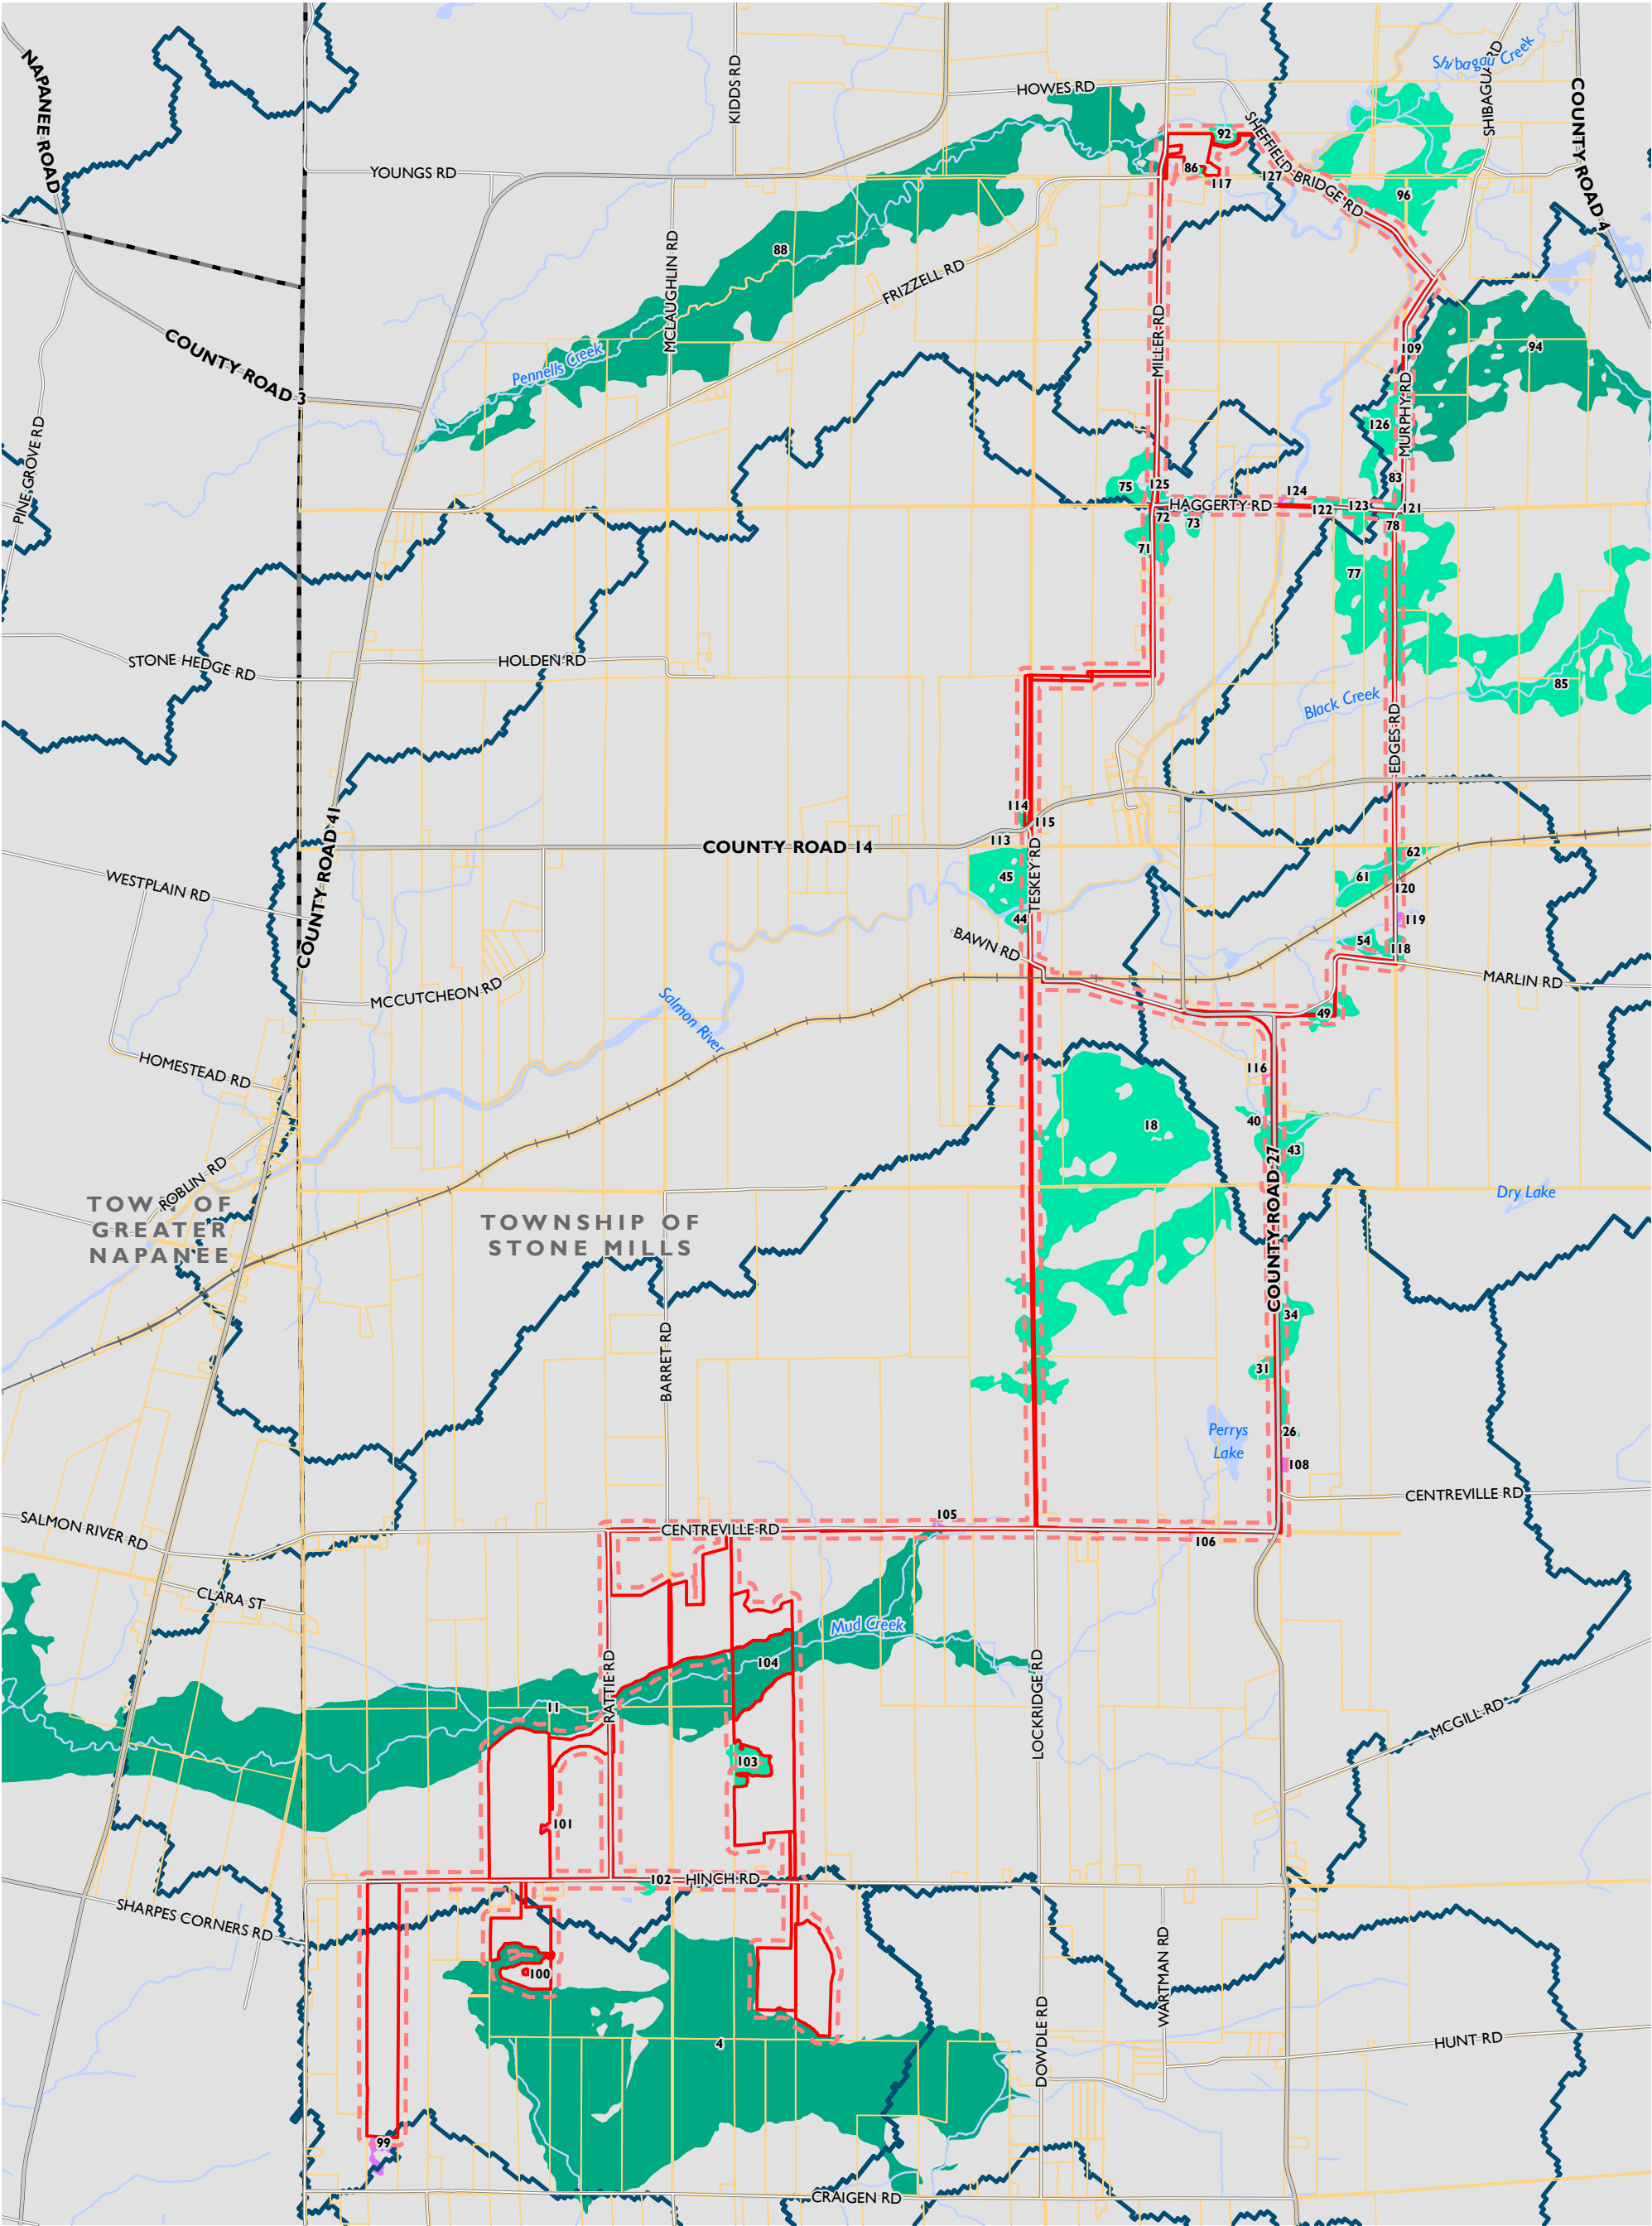 Shibagau Creek
NAPANEE ROAD
KIDDS RD
HOWES RD
SHIBAGUA RD
COUNTY ROAD 4
SHEFFIELD BRIDGE RD
92
YOUNGS RD
86
117
127
96
88
MCLAUGHLIN RD
FRIZZELL RD
MILLER RD
COUNTY ROAD 3
Pennells Creek
109
94
MURPHY RD
126
PINE GROVE RD
75
125
83
124
HAGGERTY RD
122
123
121
72
73
78
71
77
STONE HEDGE RD
HOLDEN RD
85
Black Creek
EDGES RD
114
115
113
COUNTY ROAD 14
COUNTY ROAD 41
TESKEY RD
62
45
61
120
WESTPLAIN RD
44
119
BAWN RD
54
118
MARLIN RD
MCCUTCHEON RD
Salmon River
49
HOMESTEAD RD
116
40
18
43
ROBLIN RD
TOWN OF
GREATER
NAPANEE
TOWNSHIP OF
STONE MILLS
Dry Lake
COUNTY ROAD 27
34
BARRET RD
31
Perrys
Lake
26
108
CENTREVILLE RD
SALMON RIVER RD
105
CENTREVILLE RD
106
CLARA ST
Mud Creek
RATTIE RD
104
LOCKRIDGE RD
11
MCGILL RD
103
101
102
HINCH RD
SHARPES CORNERS RD
WARTMAN RD
100
4
DOWDLE RD
HUNT RD
99
CRAIGEN RD